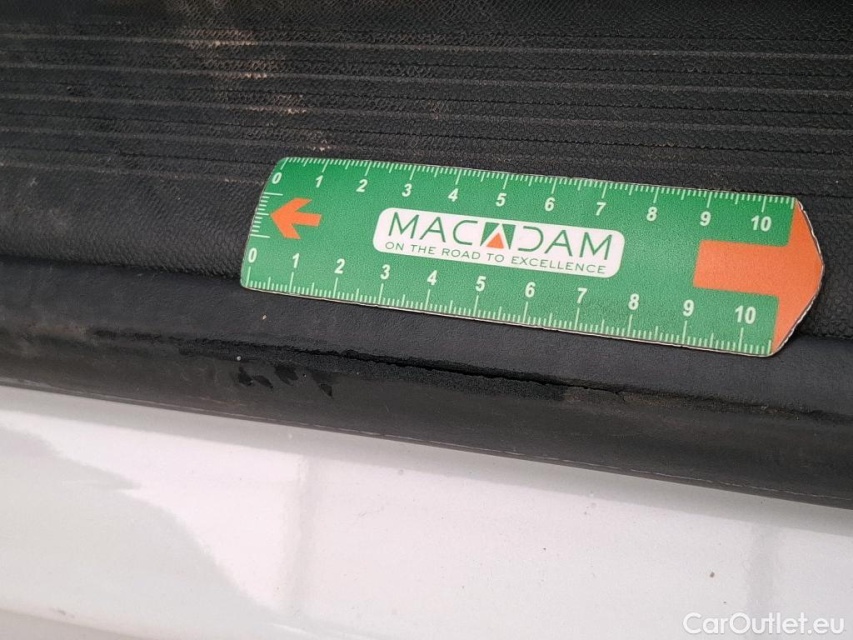 0 1 2 3 4 5 6 7 8 9 10
MACADAM
ON THE ROAD TO EXCELLENCE
0 1 2 3 4 5 6 7 8 9 10
CarOutlet.eu